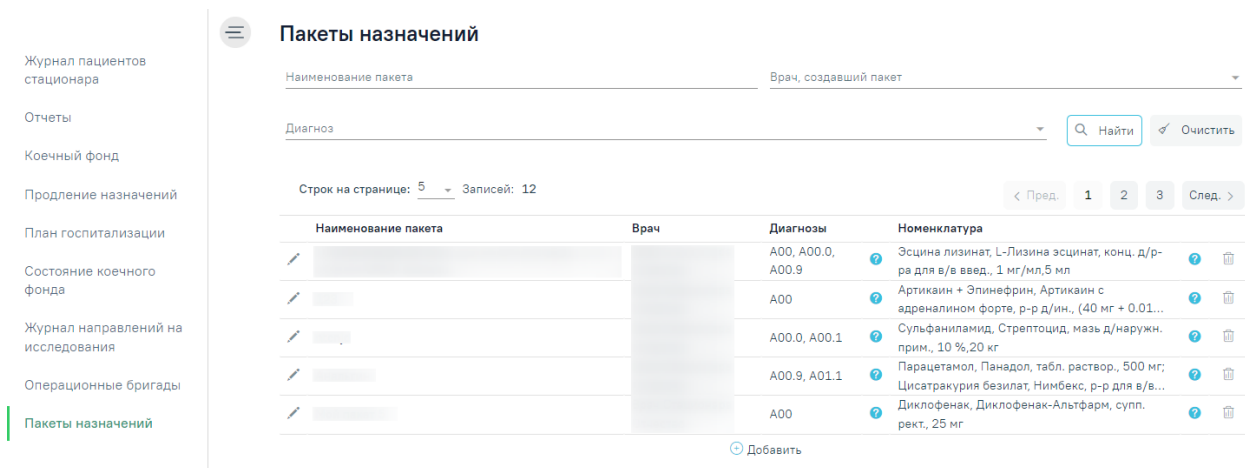 Журнал пациентов
стационара
Отчеты
Коечный фонд
Продление назначений
План госпитализации
Состояние коечного
фонда
Журнал направлений на
исследования
Операционные бригады
Пакеты назначений
Пакеты назначений
Наименование пакета
Врач, создавший пакет
Диагноз
Найти
Очистить
Строк на странице: 5 Записей: 12
< Пред. 1 2 3 След. >
Наименование пакета Врач Диагнозы Номенклатура
A00, A00.0,
A00.9
Эсцина лизинат, L-Лизина эсцинат, конц. д/р-
ра для в/в введ., 1 мг/мл,5 мл
A00
Артикаин + Эпинефрин, Артикаин с
адреналином форте, р-р д/ин., (40 мг + 0.01...
A00.0, A00.1
Сульфаниламид, Стрептоцид, мазь д/наружн.
прим., 10 %,20 кг
A00.9, A01.1
Парацетамол, Панадол, табл. раствор., 500 мг;
Цисатракурия безилат, Нимбекс, р-р для в/в...
A00
Диклофенак, Диклофенак-Альтфарм, супп.
рект., 25 мг
Добавить